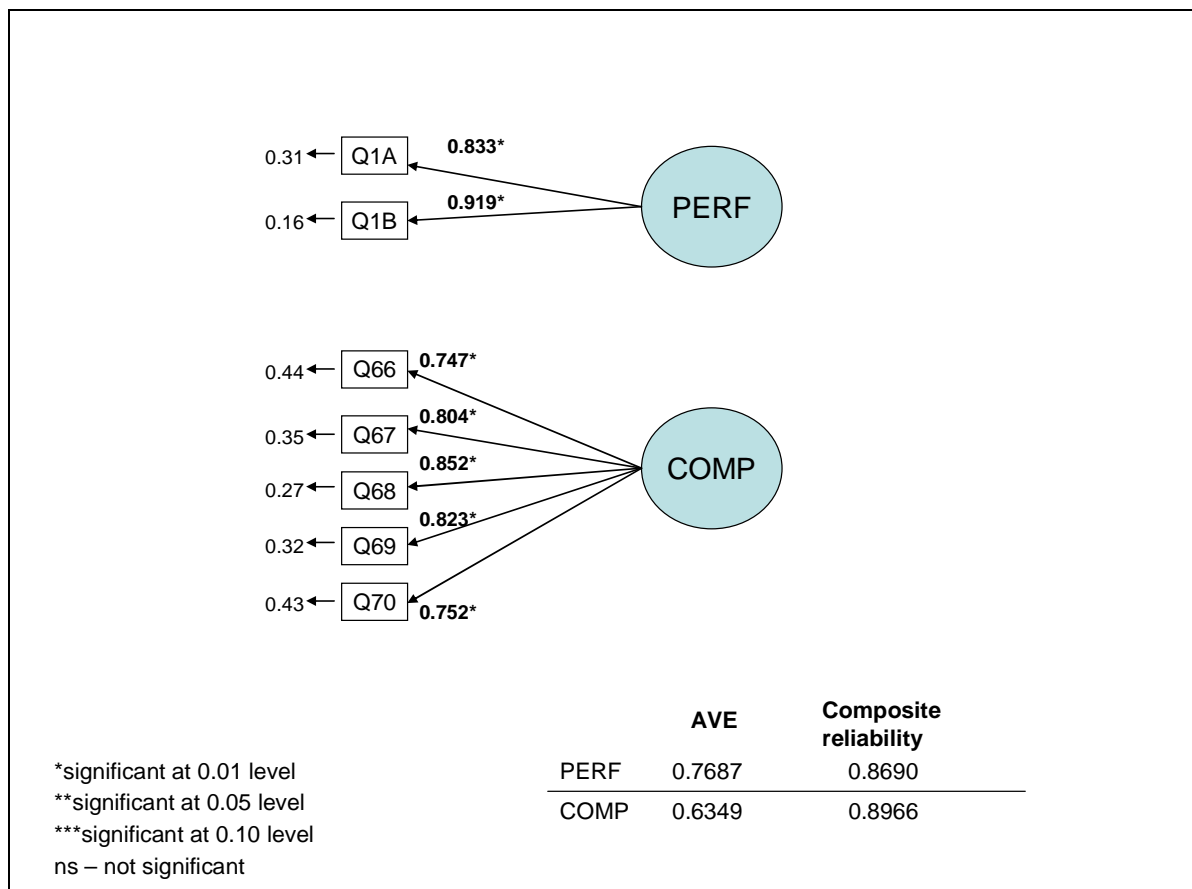 0.31 Q1A 0.833*
PERF
0.16 Q1B 0.919*
0.44 Q66 0.747*
0.35 Q67 0.804*
COMP
0.27 Q68 0.852*
0.32 Q69 0.823*
0.43 Q70 0.752*
AVE Composite
reliability
PERF 0.7687 0.8690
COMP 0.6349 0.8966
*significant at 0.01 level
**significant at 0.05 level
***significant at 0.10 level
ns – not significant